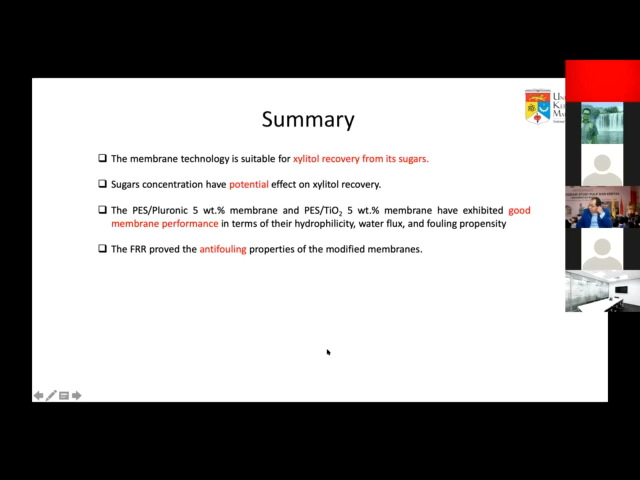 Summary
❑ The membrane technology is suitable for xylitol recovery from its sugars.
❑ Sugars concentration have potential effect on xylitol recovery.
❑ The PES/Pluronic 5 wt.% membrane and PES/TiO₂ 5 wt.% membrane have exhibited good
membrane performance in terms of their hydrophilicity, water flux, and fouling propensity
❑ The FRR proved the antifouling properties of the modified membranes.